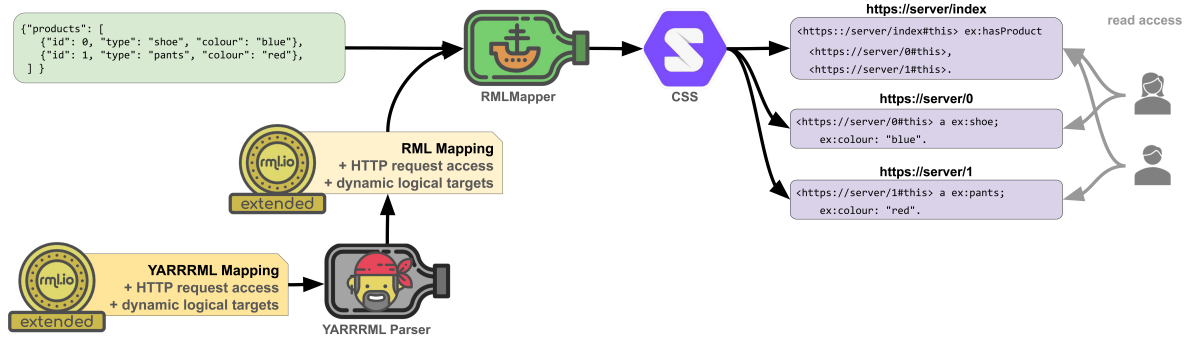 {"products": [
{"id": 0, "type": "shoe", "colour": "blue"},
{"id": 1, "type": "pants", "colour": "red"},
] }
RMLMapper
CSS
https://server/index
<https:://server/index#this> ex:hasProduct
<https://server/0#this>,
<https://server/1#this>.
https://server/0
<https://server/0#this> a ex:shoe;
ex:colour: "blue".
https://server/1
<https://server/1#this> a ex:pants;
ex:colour: "red".
read access
rml.io
extended
RML Mapping
+ HTTP request access
+ dynamic logical targets
rml.io
extended
YARRRML Mapping
+ HTTP request access
+ dynamic logical targets
YARRRML Parser